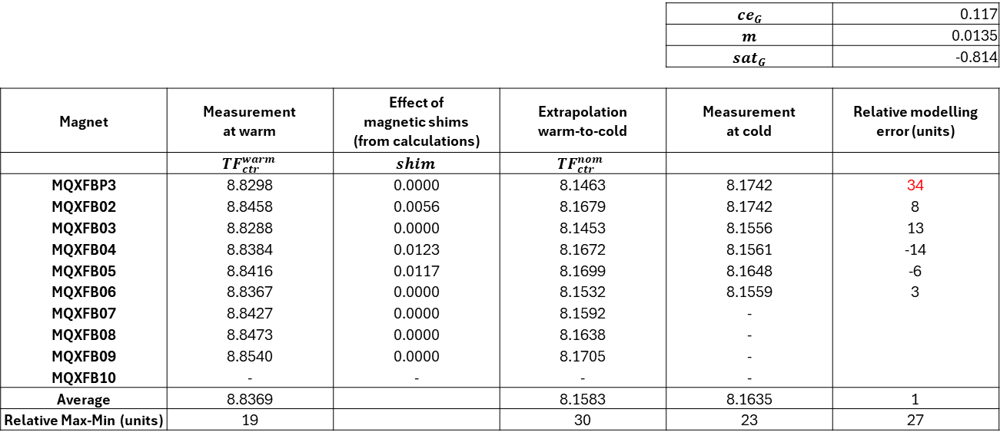 ce_G 0.117
m 0.0135
sat_G -0.814
Magnet Measurement at warm Effect of magnetic shims (from calculations) Extrapolation warm-to-cold Measurement at cold Relative modelling error (units)
TF_ctr^warm shim TF_ctr^nom
MQXFBP3 8.8298 0.0000 8.1463 8.1742 34
MQXFB02 8.8458 0.0056 8.1679 8.1742 8
MQXFB03 8.8288 0.0000 8.1453 8.1556 13
MQXFB04 8.8384 0.0123 8.1672 8.1561 -14
MQXFB05 8.8416 0.0117 8.1699 8.1648 -6
MQXFB06 8.8367 0.0000 8.1532 8.1559 3
MQXFB07 8.8427 0.0000 8.1592 -
MQXFB08 8.8473 0.0000 8.1638 -
MQXFB09 8.8540 0.0000 8.1705 -
MQXFB10 - - - -
Average 8.8369 8.1583 8.1635 1
Relative Max-Min (units) 19 30 23 27